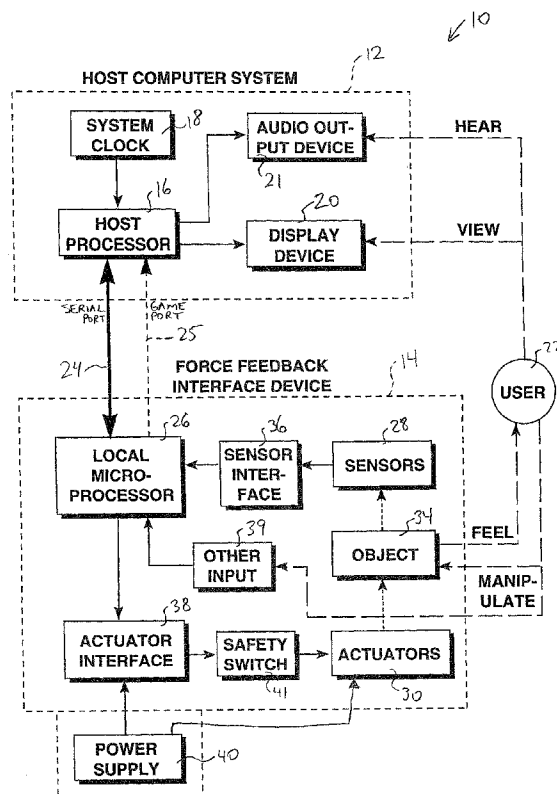 10
HOST COMPUTER SYSTEM
12
SYSTEM
CLOCK
18
AUDIO OUT-
PUT DEVICE
21
HEAR
16
HOST
PROCESSOR
20
DISPLAY
DEVICE
VIEW
SERIAL
PORT
GAME
PORT
25
24
FORCE FEEDBACK
INTERFACE DEVICE
14
22
USER
26
LOCAL
MICRO-
PROCESSOR
36
SENSOR
INTER-
FACE
28
SENSORS
39
OTHER
INPUT
34
OBJECT
FEEL
MANIP-
ULATE
38
ACTUATOR
INTERFACE
SAFETY
SWITCH
41
ACTUATORS
30
POWER
SUPPLY
40